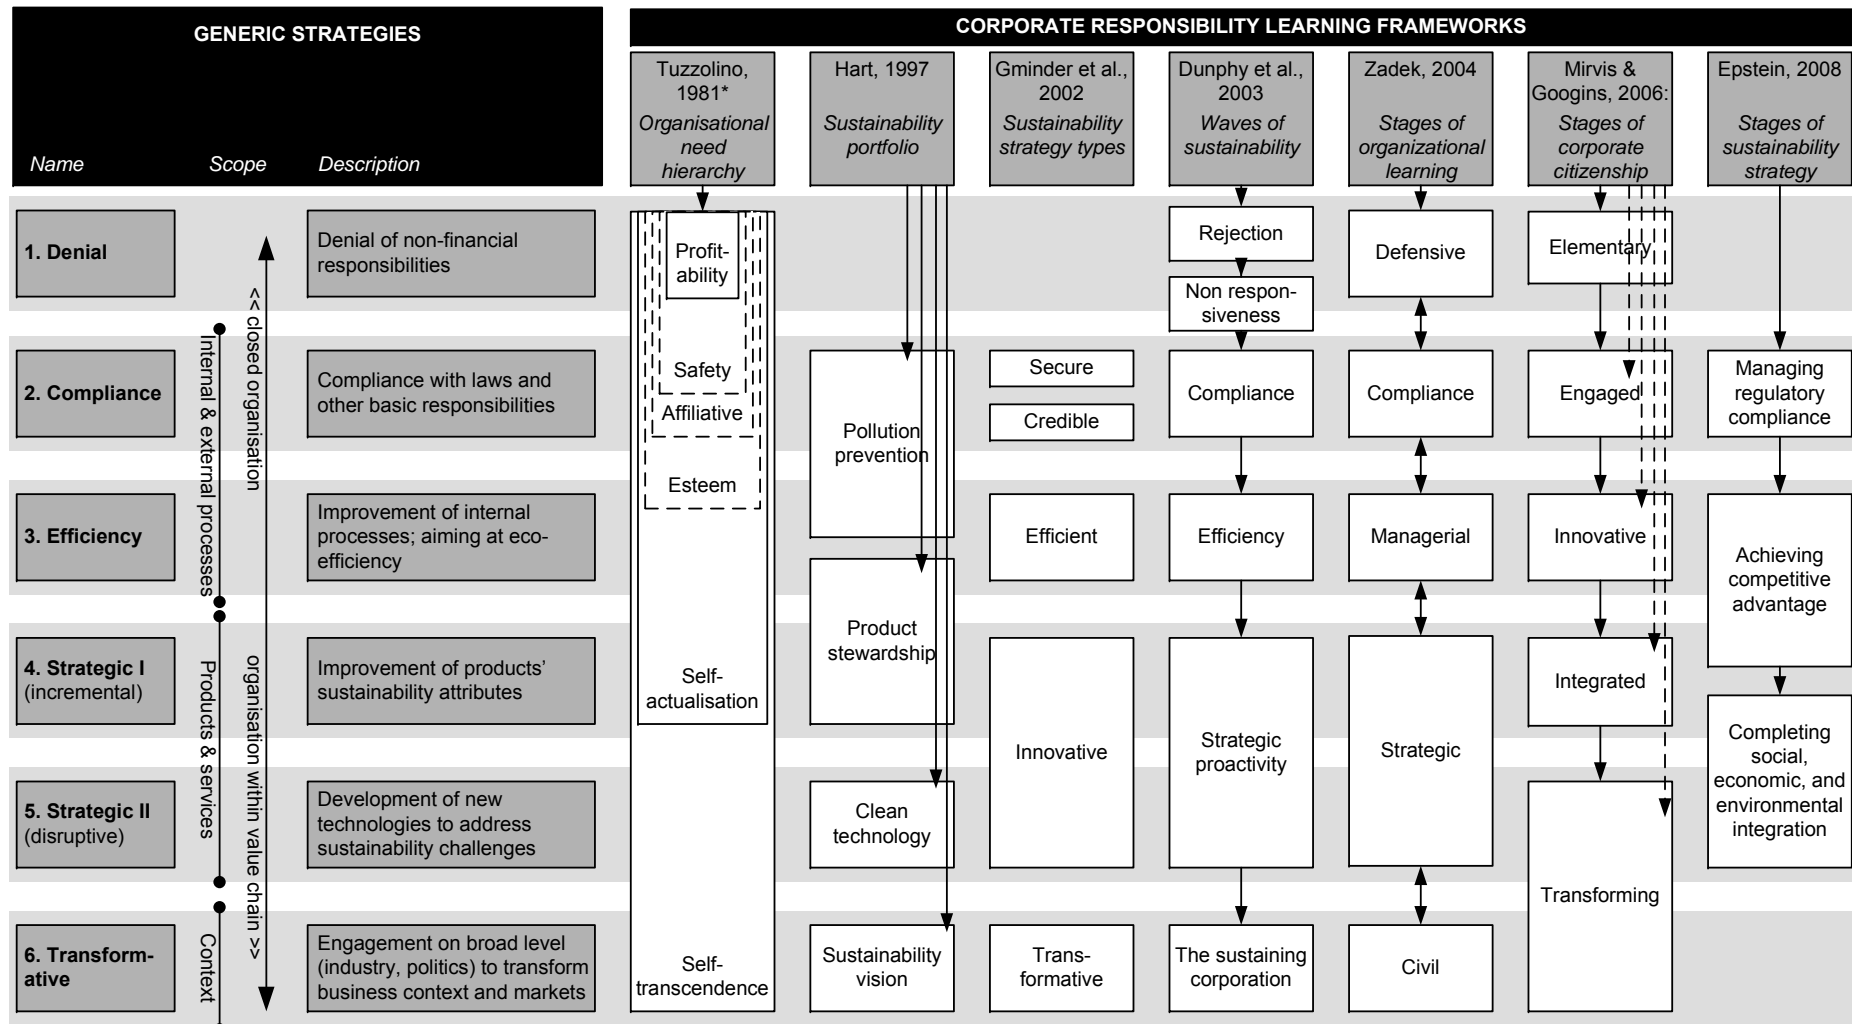 GENERIC STRATEGIES
Name
Scope
Description
CORPORATE RESPONSIBILITY LEARNING FRAMEWORKS
Tuzzolino,
1981*
Organisational
need
hierarchy
Hart, 1997
Sustainability
portfolio
Gminder et al.,
2002
Sustainability
strategy types
Dunphy et al.,
2003
Waves of
sustainability
Zadek, 2004
Stages of
organizational
learning
Mirvis &
Googins, 2006:
Stages of
corporate
citizenship
Epstein, 2008
Stages of
sustainability
strategy
1. Denial
Denial of non-financial
responsibilities
2. Compliance
Compliance with laws and
other basic responsibilities
3. Efficiency
Improvement of internal
processes; aiming at eco-
efficiency
4. Strategic I
(incremental)
Improvement of products’
sustainability attributes
5. Strategic II
(disruptive)
Development of new
technologies to address
sustainability challenges
6. Transform-
ative
Engagement on broad level
(industry, politics) to transform
business context and markets
Internal & external processes
Products & services
Context
<< closed organisation
organisation within value chain >>
Profit-
ability
Safety
Affiliative
Esteem
Self-
actualisation
Self-
transcendence
Pollution
prevention
Product
stewardship
Clean
technology
Sustainability
vision
Secure
Credible
Efficient
Innovative
Trans-
formative
Rejection
Non respon-
siveness
Compliance
Efficiency
Strategic
proactivity
The sustaining
corporation
Defensive
Compliance
Managerial
Strategic
Civil
Elementary
Engaged
Innovative
Integrated
Transforming
Managing
regulatory
compliance
Achieving
competitive
advantage
Completing
social,
economic, and
environmental
integration